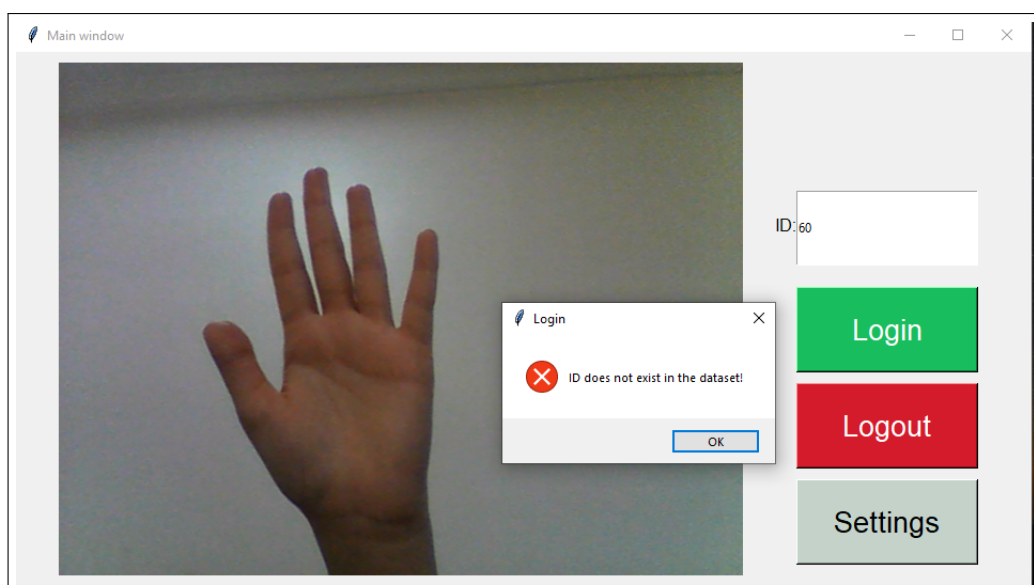 Main window
ID: 60
Login
ID does not exist in the dataset!
OK
Login
Logout
Settings